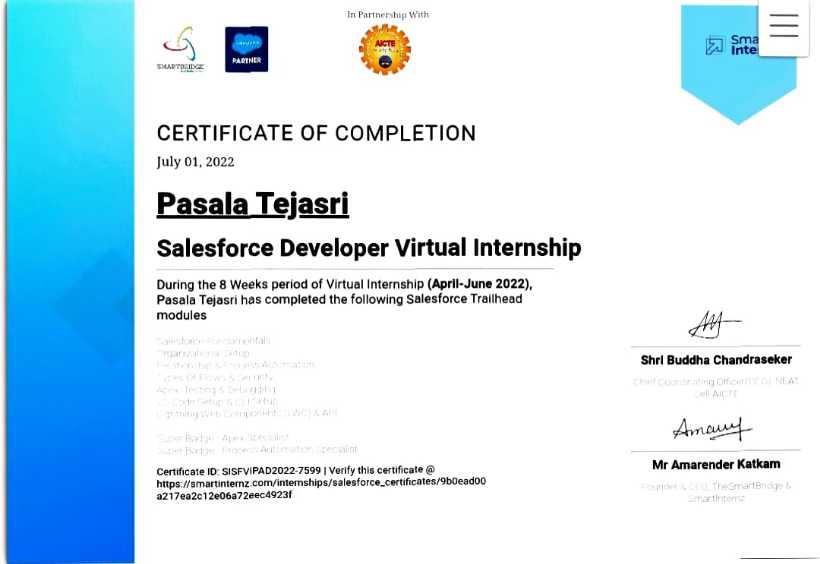 In Partnership With
SMARTBRIDGE
PARTNER
AICTE
CERTIFICATE OF COMPLETION
July 01, 2022
Pasala Tejasri
Salesforce Developer Virtual Internship
During the 8 Weeks period of Virtual Internship (April-June 2022),
Pasala Tejasri has completed the following Salesforce Trailhead
modules
Salesforce Fundamentals
Organizational Setup
Relationship & Process Automation
Types Of Flows & Security
Apex, Testing & Debugging
VS Code Setup & CLI Setup
Lightning Web Components (LWC) & API
Super Badge - Apex Specialist
Super Badge - Process Automation Specialist
Certificate ID: SISFVIPAD2022-7599 | Verify this certificate @
https://smartinternz.com/internships/salesforce_certificates/9b0ead00
a217ea2c12e06a72eec4923f
Shri Buddha Chandraseker
Chief Coordinating Officer(CCO), NEAT
Cell AICTE
Mr Amarender Katkam
Founder & CEO, TheSmartBridge &
SmartInternz